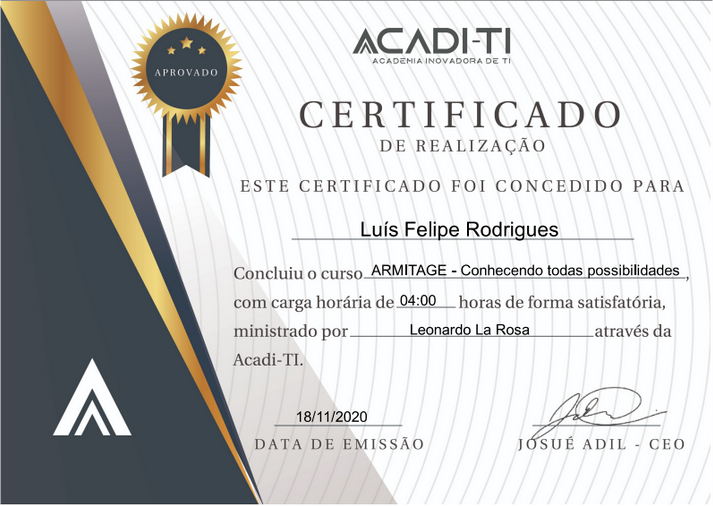 ACADI-TI
ACADEMIA INOVADORA DE TI
APROVADO
CERTIFICADO
DE REALIZAÇÃO
ESTE CERTIFICADO FOI CONCEDIDO PARA
Luís Felipe Rodrigues
Concluiu o curso ARMITAGE - Conhecendo todas possibilidades,
com carga horária de 04:00 horas de forma satisfatória,
ministrado por Leonardo La Rosa através da
Acadi-TI.
18/11/2020
DATA DE EMISSÃO
JOSUÉ ADIL - CEO